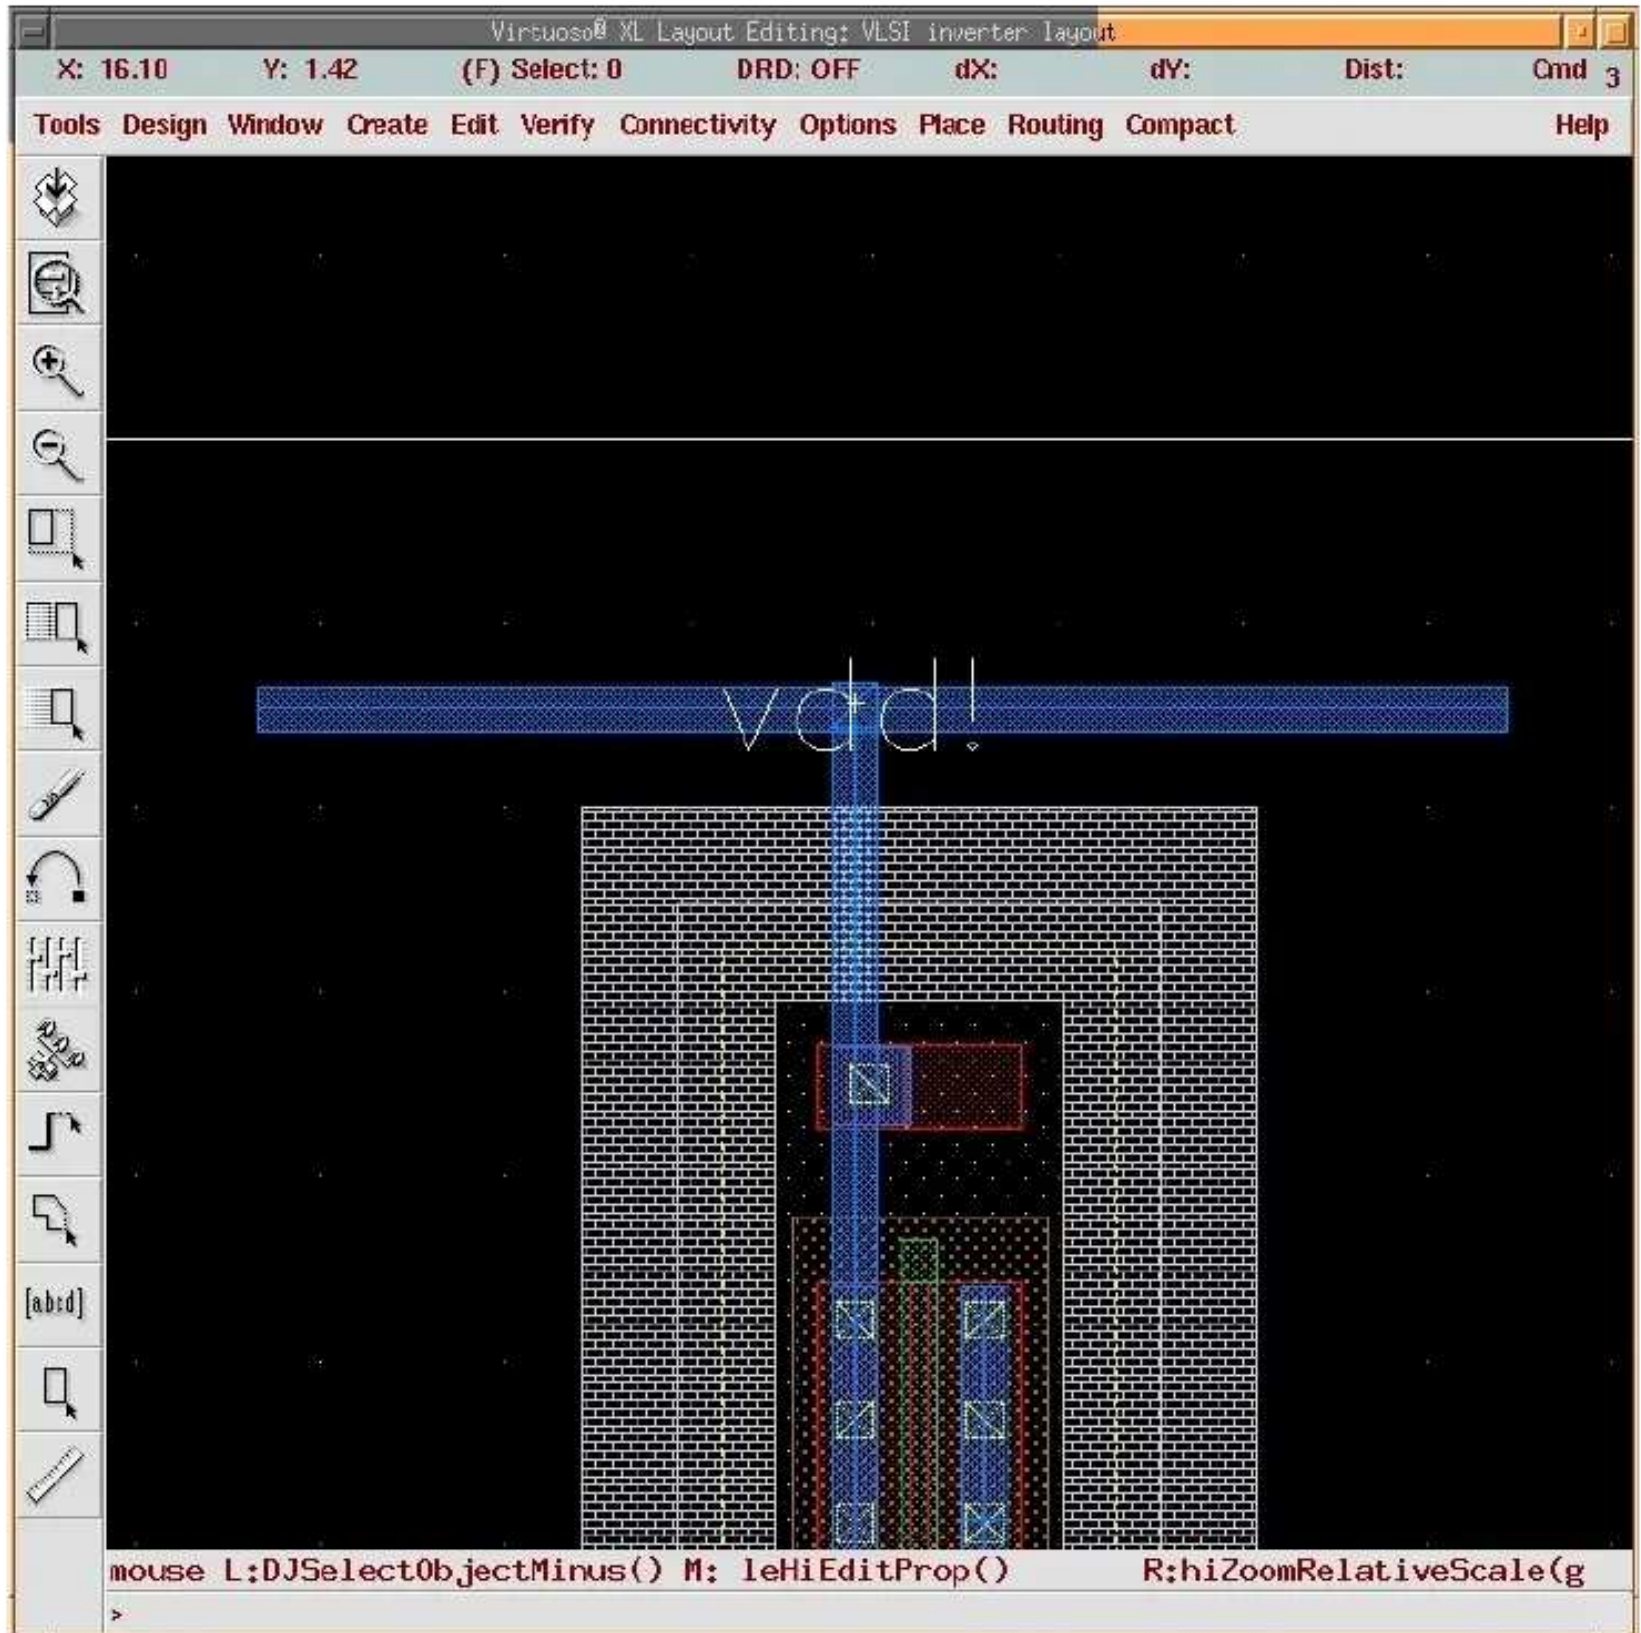 Virtuoso® XL Layout Editing: VLSI inverter layout
X: 16.10 Y: 1.42 (F) Select: 0 DRD: OFF dX: dY: Dist: Cmd 3
Tools Design Window Create Edit Verify Connectivity Options Place Routing Compact Help
vdd!
[abcd]
mouse L:DJSelectObjectMinus() M: leHiEditProp() R:hiZoomRelativeScale(g
>